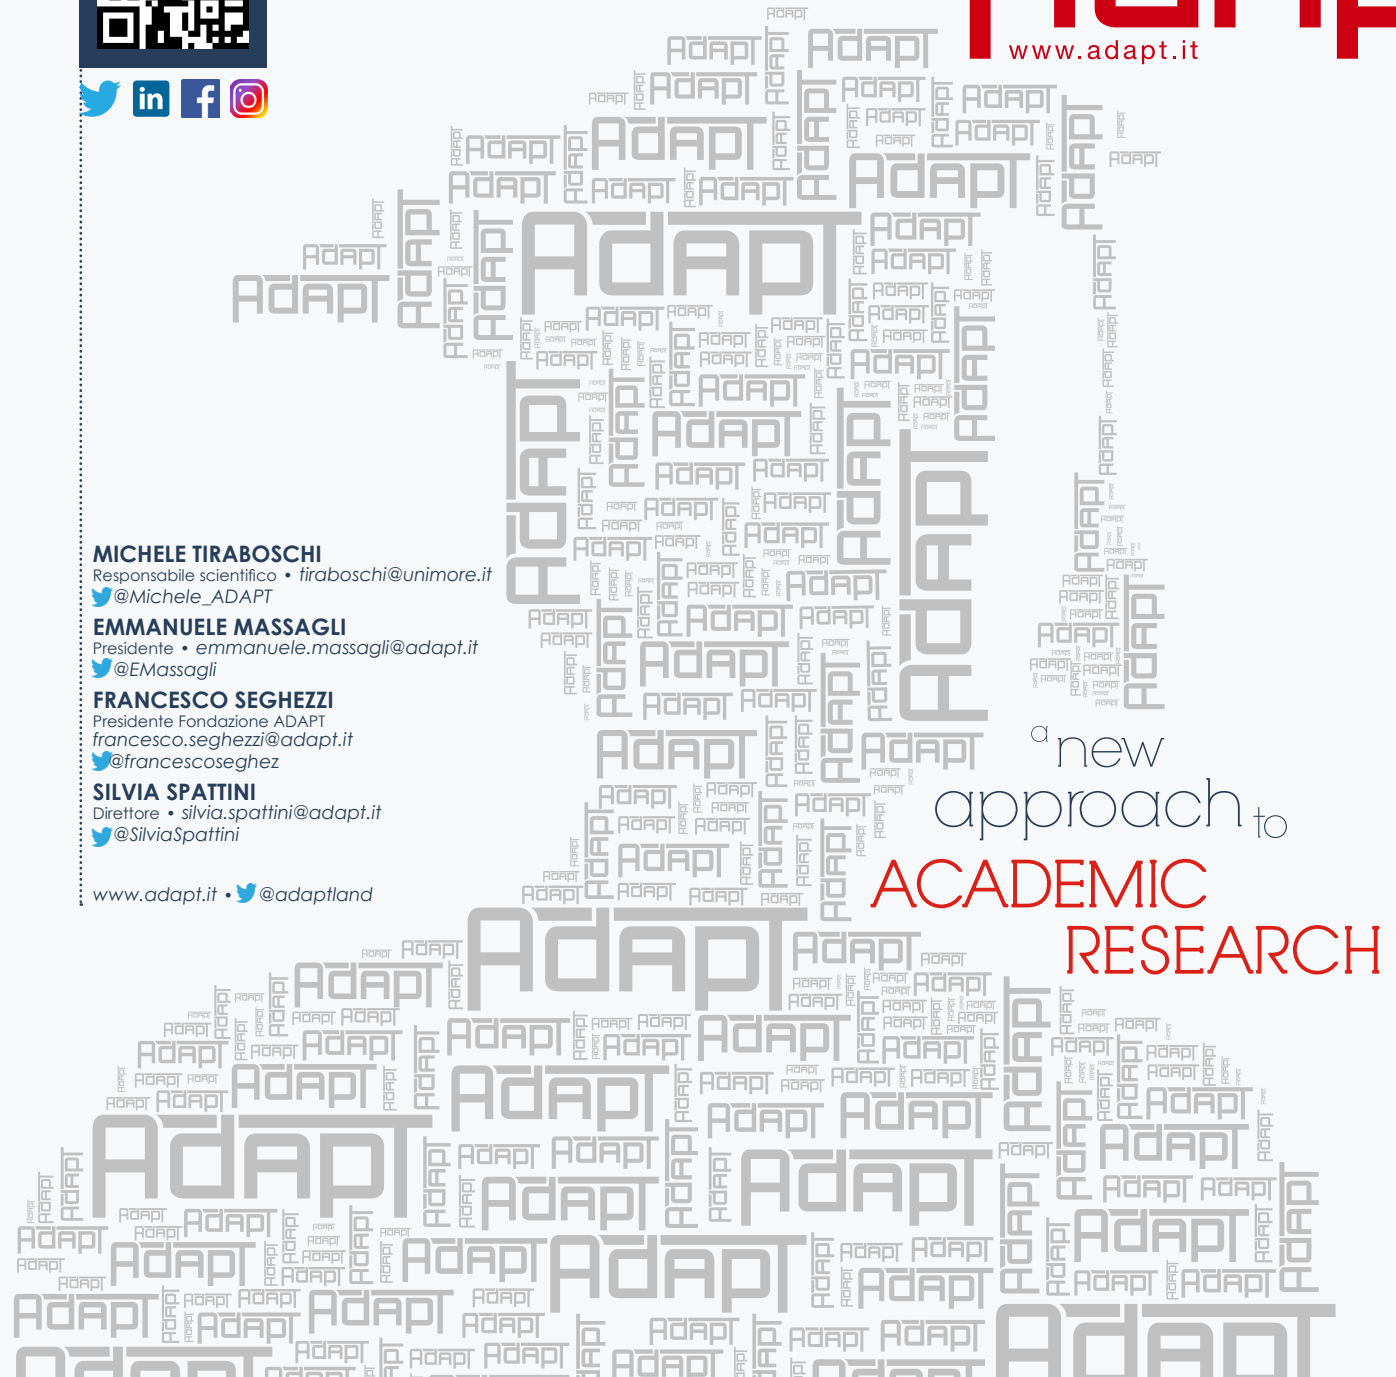 www.adapt.it
MICHELE TIRABOSCHI
Responsabile scientifico • tiraboschi@unimore.it
@Michele_ADAPT
EMMANUELE MASSAGLI
Presidente • emmanuele.massagli@adapt.it
@EMassagli
FRANCESCO SEGHEZZI
Presidente Fondazione ADAPT
francesco.seghezzi@adapt.it
@francescoseghez
SILVIA SPATTINI
Direttore • silvia.spattini@adapt.it
@SilviaSpattini
www.adapt.it • @adaptland
a new
approach to
ACADEMIC
RESEARCH
Adapt